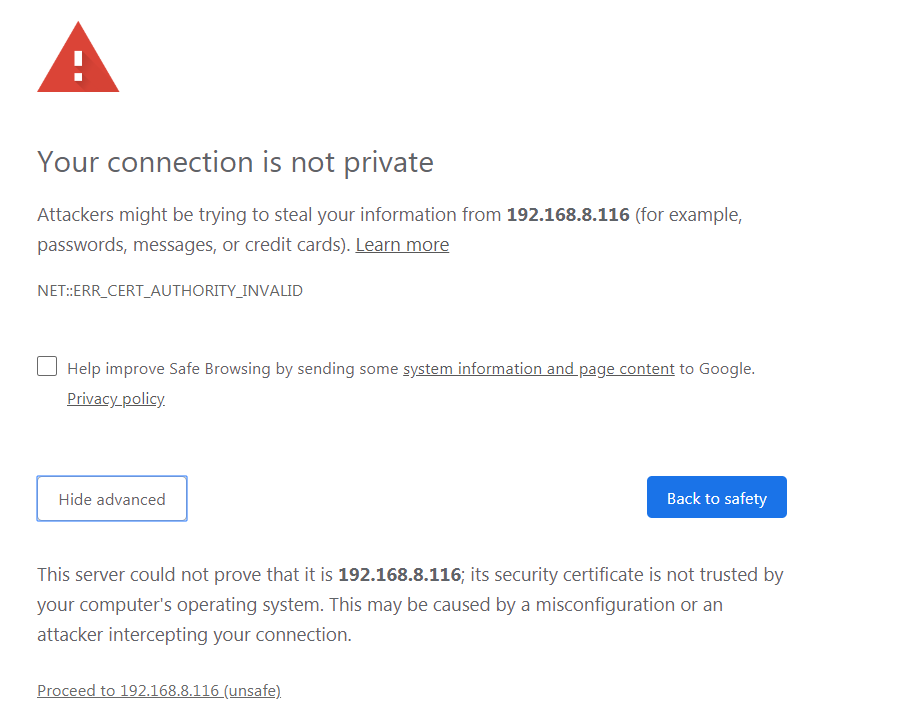 Your connection is not private
Attackers might be trying to steal your information from 192.168.8.116 (for example,
passwords, messages, or credit cards). Learn more
NET::ERR_CERT_AUTHORITY_INVALID
Help improve Safe Browsing by sending some system information and page content to Google.
Privacy policy
Hide advanced
Back to safety
This server could not prove that it is 192.168.8.116; its security certificate is not trusted by
your computer's operating system. This may be caused by a misconfiguration or an
attacker intercepting your connection.
Proceed to 192.168.8.116 (unsafe)